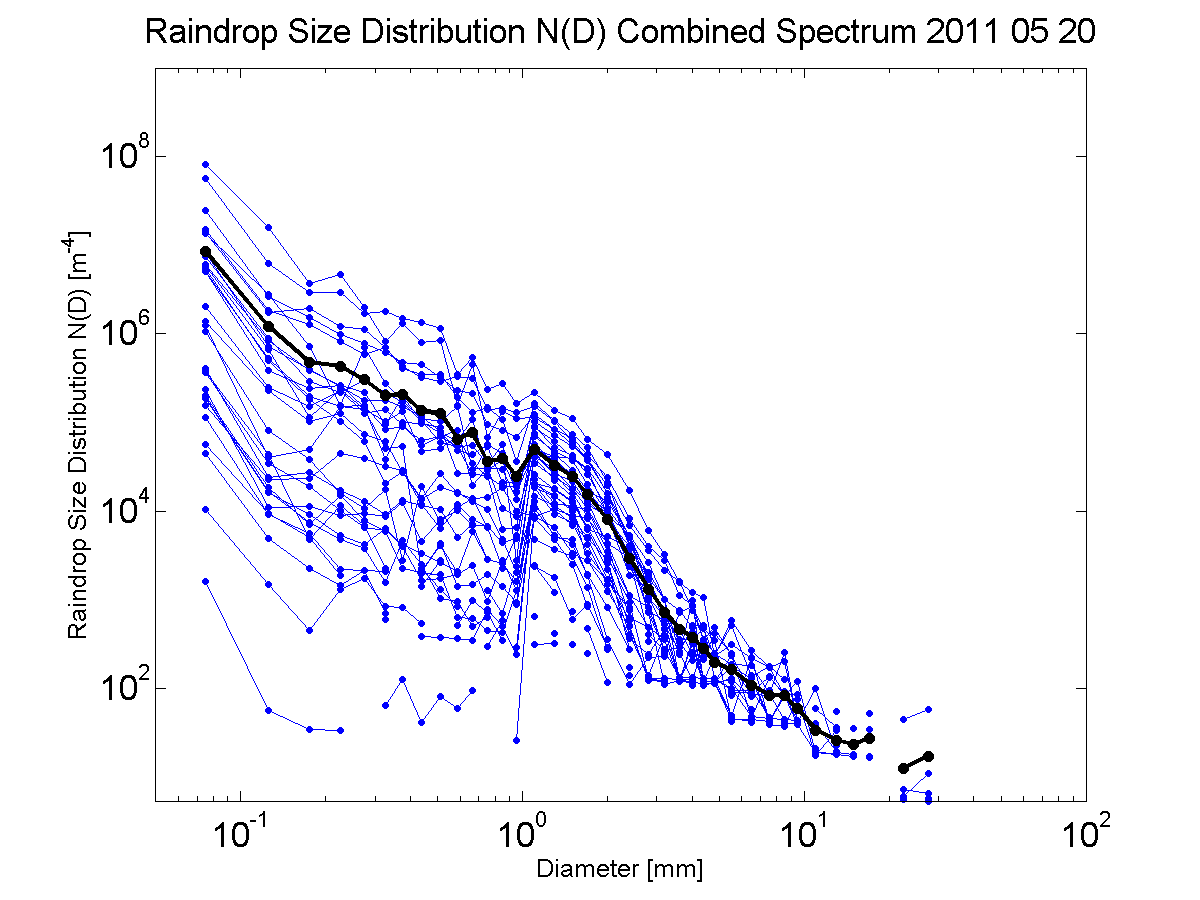 Raindrop Size Distribution N(D) Combined Spectrum 2011 05 20
10^8
10^6
10^4
10^2
Raindrop Size Distribution N(D) [m^-4]
10^-1
10^0
10^1
10^2
Diameter [mm]